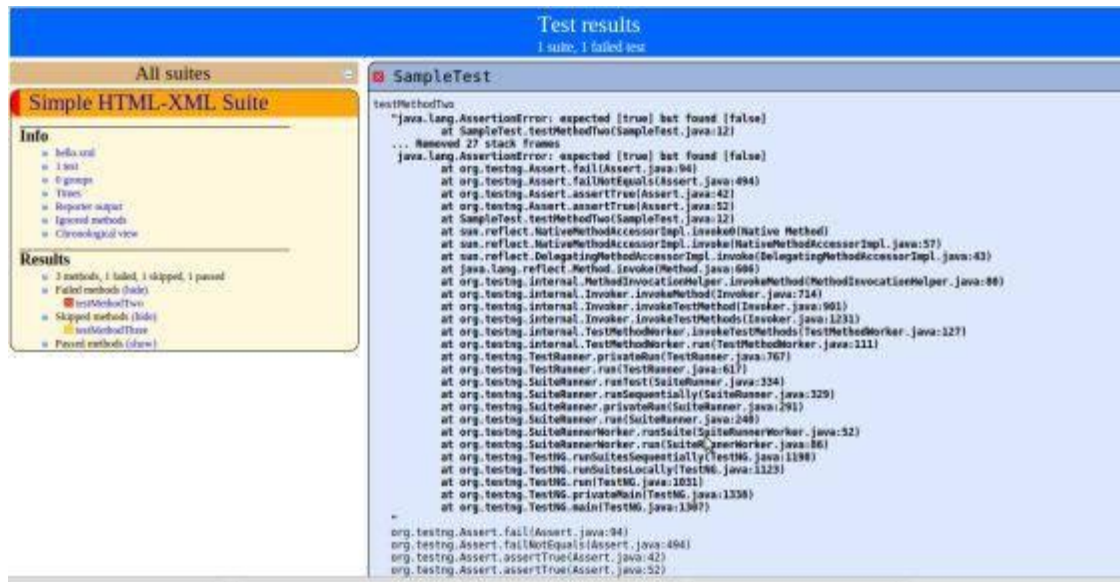 Test results
1 suite, 1 failed test
All suites
Simple HTML-XML Suite
Info
hello.xml
1 test
0 groups
Times
Reporter output
Ignored methods
Chronological view
Results
3 methods, 1 failed, 1 skipped, 1 passed
Failed methods (hide)
testMethodTwo
Skipped methods (hide)
testMethodThree
Passed methods (show)
SampleTest
testMethodTwo
"java.lang.AssertionError: expected [true] but found [false]
at SampleTest.testMethodTwo(SampleTest.java:12)
... Removed 27 stack frames
java.lang.AssertionError: expected [true] but found [false]
at org.testng.Assert.fail(Assert.java:94)
at org.testng.Assert.failNotEquals(Assert.java:494)
at org.testng.Assert.assertTrue(Assert.java:42)
at org.testng.Assert.assertTrue(Assert.java:52)
at SampleTest.testMethodTwo(SampleTest.java:12)
at sun.reflect.NativeMethodAccessorImpl.invoke0(Native Method)
at sun.reflect.NativeMethodAccessorImpl.invoke(NativeMethodAccessorImpl.java:57)
at sun.reflect.DelegatingMethodAccessorImpl.invoke(DelegatingMethodAccessorImpl.java:43)
at java.lang.reflect.Method.invoke(Method.java:606)
at org.testng.internal.MethodInvocationHelper.invokeMethod(MethodInvocationHelper.java:80)
at org.testng.internal.Invoker.invokeMethod(Invoker.java:714)
at org.testng.internal.Invoker.invokeTestMethod(Invoker.java:901)
at org.testng.internal.Invoker.invokeTestMethods(Invoker.java:1231)
at org.testng.internal.TestMethodWorker.invokeTestMethods(TestMethodWorker.java:127)
at org.testng.internal.TestMethodWorker.run(TestMethodWorker.java:111)
at org.testng.TestRunner.privateRun(TestRunner.java:767)
at org.testng.TestRunner.run(TestRunner.java:617)
at org.testng.SuiteRunner.runTest(SuiteRunner.java:334)
at org.testng.SuiteRunner.runSequentially(SuiteRunner.java:329)
at org.testng.SuiteRunner.privateRun(SuiteRunner.java:291)
at org.testng.SuiteRunner.run(SuiteRunner.java:240)
at org.testng.SuiteRunnerWorker.runSuite(SuiteRunnerWorker.java:52)
at org.testng.SuiteRunnerWorker.run(SuiteRunnerWorker.java:86)
at org.testng.TestNG.runSuitesSequentially(TestNG.java:1198)
at org.testng.TestNG.runSuitesLocally(TestNG.java:1123)
at org.testng.TestNG.run(TestNG.java:1031)
at org.testng.TestNG.privateMain(TestNG.java:1338)
at org.testng.TestNG.main(TestNG.java:1307)
"
org.testng.Assert.fail(Assert.java:94)
org.testng.Assert.failNotEquals(Assert.java:494)
org.testng.Assert.assertTrue(Assert.java:42)
org.testng.Assert.assertTrue(Assert.java:52)